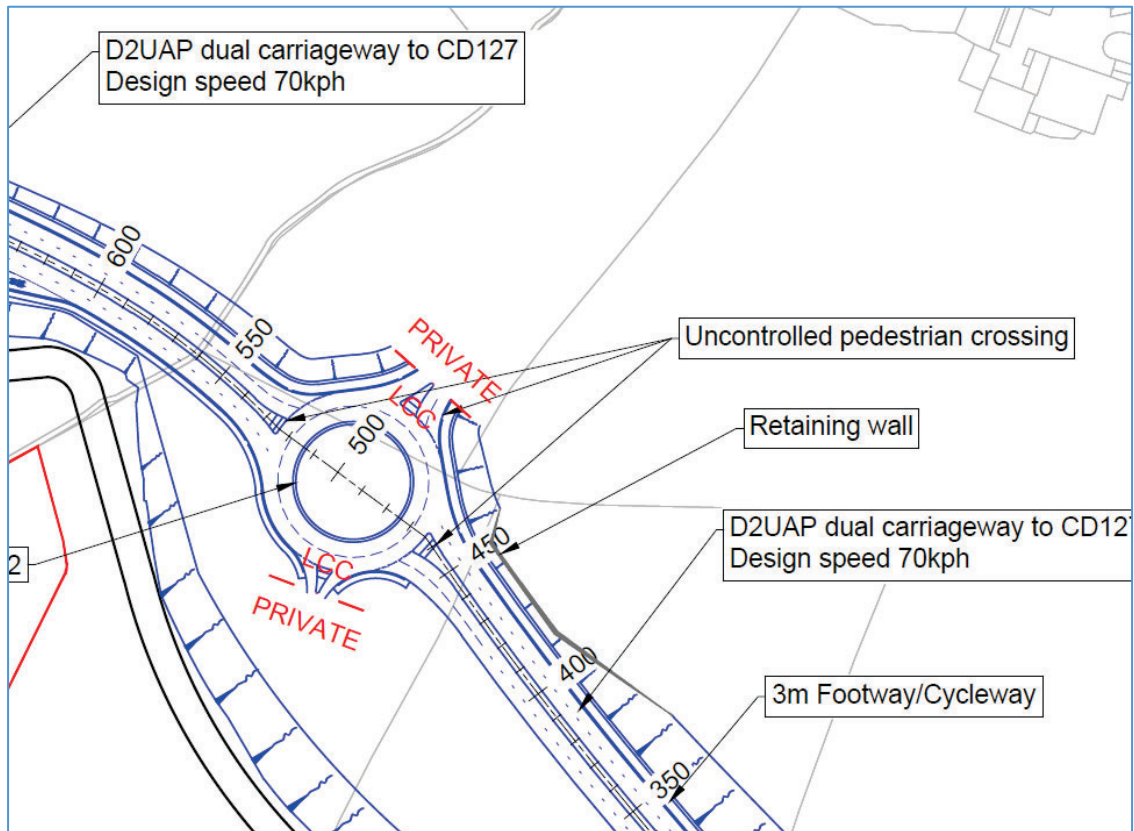 D2UAP dual carriageway to CD127
Design speed 70kph
600
550
PRIVATE
Uncontrolled pedestrian crossing
LCC
500
Retaining wall
D2UAP dual carriageway to CD12
Design speed 70kph
450
2
LCC
PRIVATE
400
3m Footway/Cycleway
350